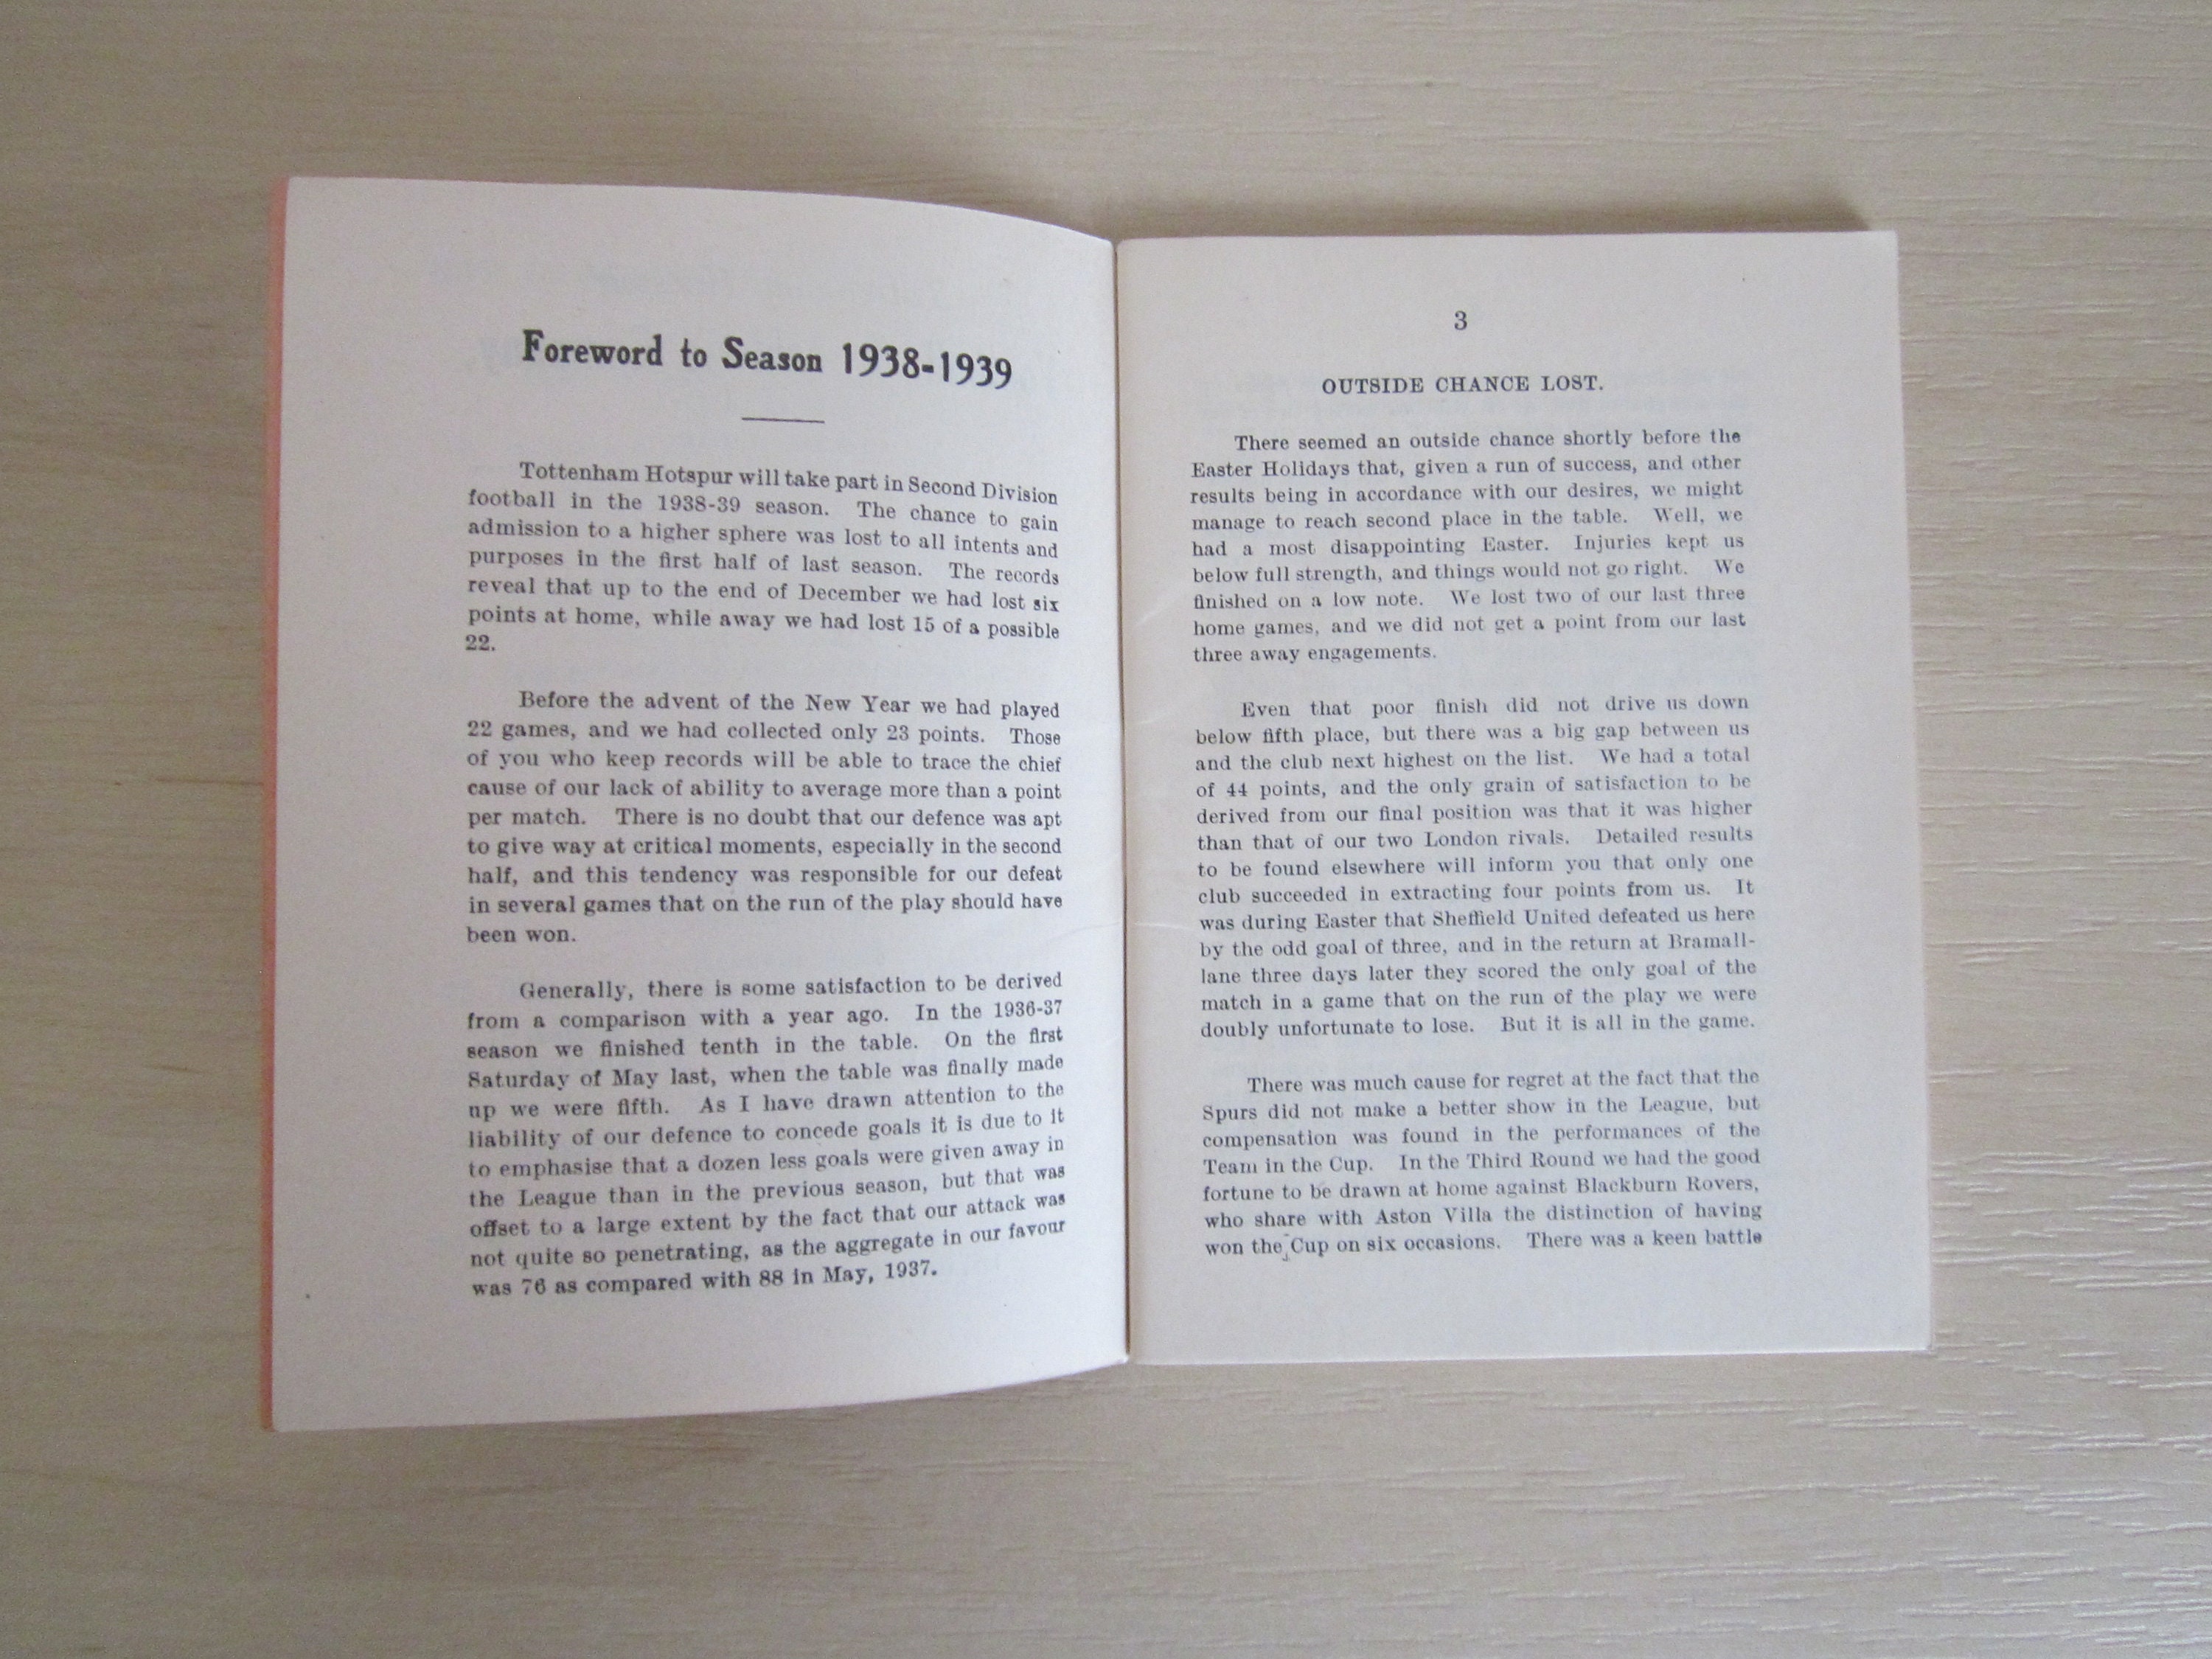 Foreword to Season 1938-1939
Tottenham Hotspur will take part in Second Division
football in the 1938-39 season. The chance to gain
admission to a higher sphere was lost to all intents and
purposes in the first half of last season. The records
reveal that up to the end of December we had lost six
points at home, while away we had lost 15 of a possible
22.
Before the advent of the New Year we had played
22 games, and we had collected only 23 points. Those
of you who keep records will be able to trace the chief
cause of our lack of ability to average more than a point
per match. There is no doubt that our defence was apt
to give way at critical moments, especially in the second
half, and this tendency was responsible for our defeat
in several games that on the run of the play should have
been won.
Generally, there is some satisfaction to be derived
from a comparison with a year ago. In the 1936-37
season we finished tenth in the table. On the first
Saturday of May last, when the table was finally made
up we were fifth. As I have drawn attention to the
liability of our defence to concede goals it is due to it
to emphasise that a dozen less goals were given away in
the League than in the previous season, but that was
offset to a large extent by the fact that our attack was
not quite so penetrating, as the aggregate in our favour
was 76 as compared with 88 in May, 1937.
3
OUTSIDE CHANCE LOST.
There seemed an outside chance shortly before the
Easter Holidays that, given a run of success, and other
results being in accordance with our desires, we might
manage to reach second place in the table. Well, we
had a most disappointing Easter. Injuries kept us
below full strength, and things would not go right. We
finished on a low note. We lost two of our last three
home games, and we did not get a point from our last
three away engagements.
Even that poor finish did not drive us down
below fifth place, but there was a big gap between us
and the club next highest on the list. We had a total
of 44 points, and the only grain of satisfaction to be
derived from our final position was that it was higher
than that of our two London rivals. Detailed results
to be found elsewhere will inform you that only one
club succeeded in extracting four points from us. It
was during Easter that Sheffield United defeated us here
by the odd goal of three, and in the return at Bramall-
lane three days later they scored the only goal of the
match in a game that on the run of the play we were
doubly unfortunate to lose. But it is all in the game.
There was much cause for regret at the fact that the
Spurs did not make a better show in the League, but
compensation was found in the performances of the
Team in the Cup. In the Third Round we had the good
fortune to be drawn at home against Blackburn Rovers,
who share with Aston Villa the distinction of having
won the Cup on six occasions. There was a keen battle